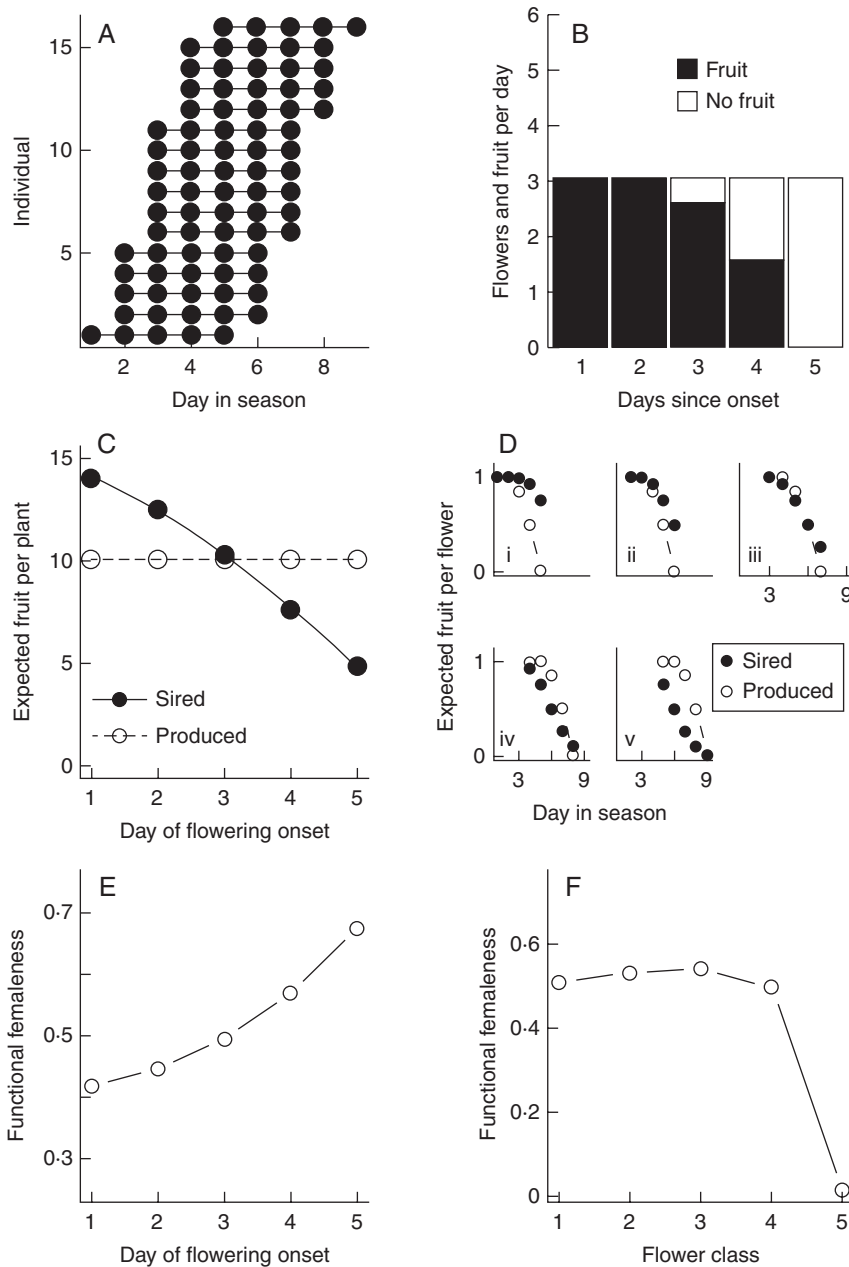 A
15
10
5
Individual
2
4
6
8
Day in season
B
6
5
4
3
2
1
0
Flowers and fruit per day
Fruit
No fruit
1
2
3
4
5
Days since onset
C
15
10
5
0
Expected fruit per plant
Sired
Produced
1
2
3
4
5
Day of flowering onset
D
1
0
i
ii
iii
3
9
Expected fruit per flower
1
0
iv
v
Sired
Produced
3
9
3
9
Day in season
E
0·7
0·5
0·3
Functional femaleness
1
2
3
4
5
Day of flowering onset
F
0·6
0·4
0·2
0
Functional femaleness
1
2
3
4
5
Flower class